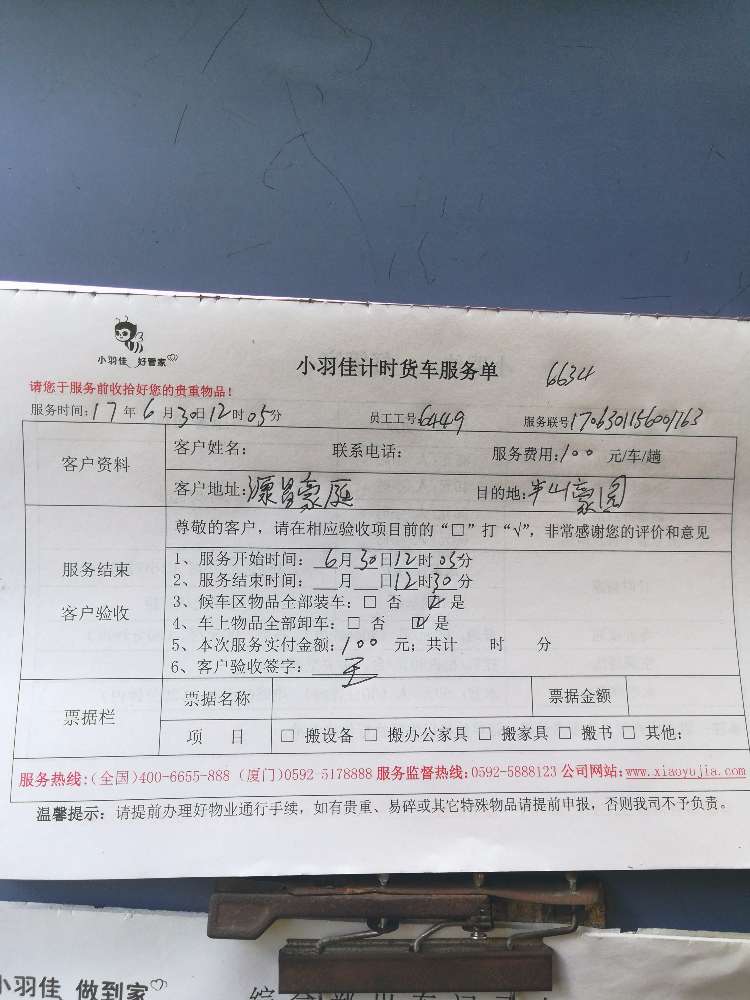 小羽佳 好管家
小羽佳计时货车服务单 6634
请您于服务前收拾好您的贵重物品!
服务时间:17年6月30日12时05分 员工工号:6449 服务联号170630115600763
客户资料
客户姓名: 联系电话: 服务费用:100 元/车/趟
客户地址:源昌豪庭 目的地:半山豪园
服务结束
客户验收
尊敬的客户，请在相应验收项目前的“□”打“√”，非常感谢您的评价和意见
1、服务开始时间: 6月30日12时05分
2、服务结束时间: 月 日12时30分
3、候车区物品全部装车: □ 否 ☑ 是
4、车上物品全部卸车: □ 否 ☑ 是
5、本次服务实付金额:100 元; 共计 时 分
6、客户验收签字: 王
票据栏
票据名称 票据金额
项 目 □ 搬设备 □ 搬办公家具 □ 搬家具 □ 搬书 □ 其他:
服务热线:(全国)400-6655-888 (厦门)0592-5178888 服务监督热线:0592-5888123 公司网站:www.xiaoyujia.com
温馨提示: 请提前办理好物业通行手续，如有贵重、易碎或其它特殊物品请提前申报，否则我司不予负责。
小羽佳 做到家